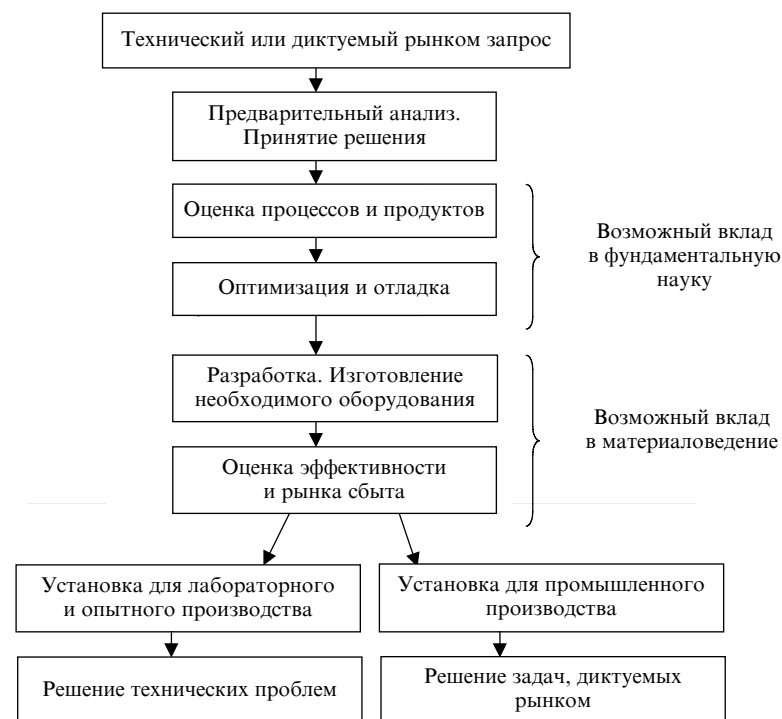 Технический или диктуемый рынком запрос
Предварительный анализ.
Принятие решения
Оценка процессов и продуктов
Оптимизация и отладка
Возможный вклад
в фундаментальную
науку
Разработка. Изготовление
необходимого оборудования
Оценка эффективности
и рынка сбыта
Возможный вклад
в материаловедение
Установка для лабораторного
и опытного производства
Установка для промышленного
производства
Решение технических проблем
Решение задач, диктуемых
рынком